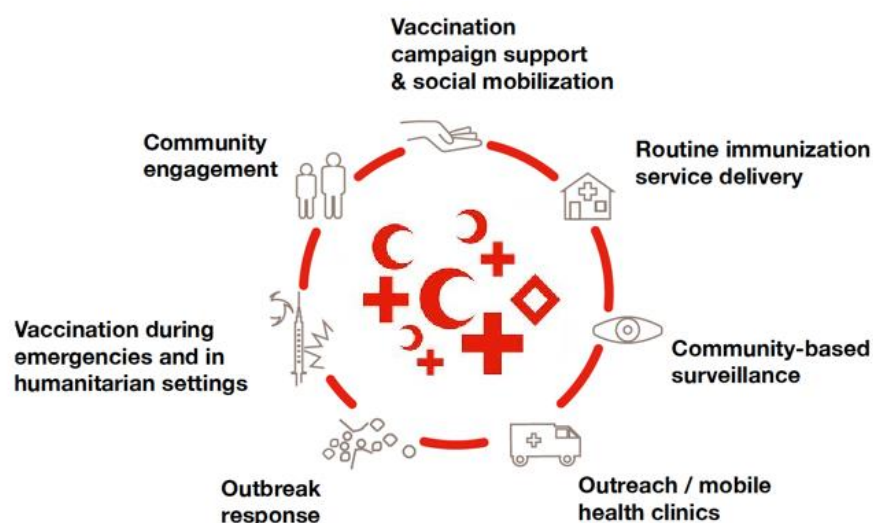 Vaccination
campaign support
& social mobilization
Community
engagement
Routine immunization
service delivery
Vaccination during
emergencies and in
humanitarian settings
Community-based
surveillance
Outbreak
response
Outreach / mobile
health clinics